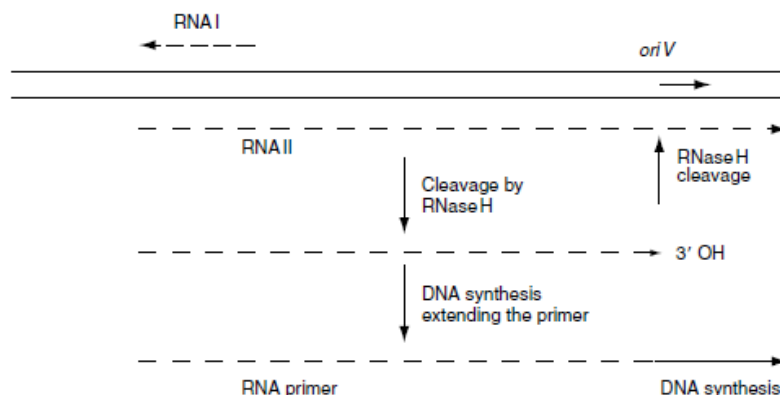 RNA I
ori V
RNA II
RNase H
cleavage
Cleavage by
RNase H
3′ OH
DNA synthesis
extending the primer
RNA primer
DNA synthesis